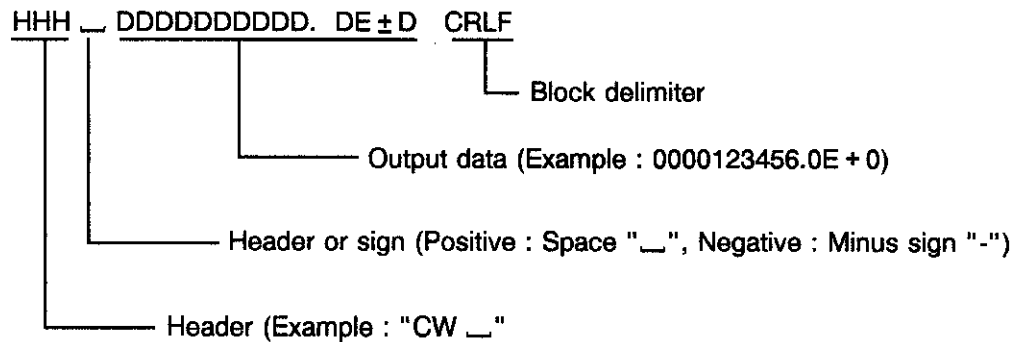 HHH ⎵ DDDDDDDDDD. DE ± D CRLF
Block delimiter
Output data (Example : 0000123456.0E + 0)
Header or sign (Positive : Space "⎵", Negative : Minus sign "-")
Header (Example : "CW ⎵"